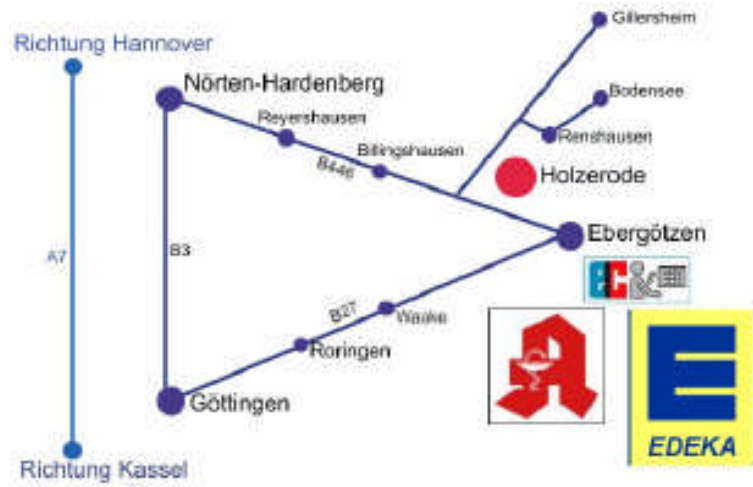 Gillersheim
Richtung Hannover
Nörten-Hardenberg
Bodensee
Reyershausen
Renshausen
Billingshausen
B446
Holzerode
Ebergötzen
A7
B3
EC
B27
Waake
Roringen
A
E
Göttingen
EDEKA
Richtung Kassel